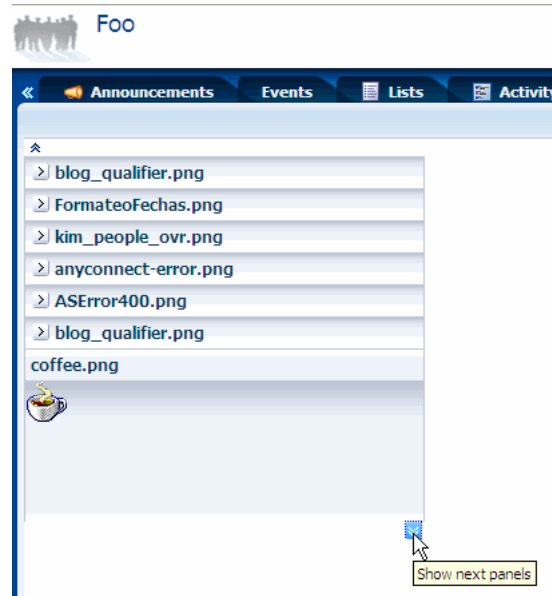 Foo
Announcements Events Lists Activit
blog_qualifier.png
FormateoFechas.png
kim_people_ovr.png
anyconnect-error.png
ASError400.png
blog_qualifier.png
coffee.png
Show next panels